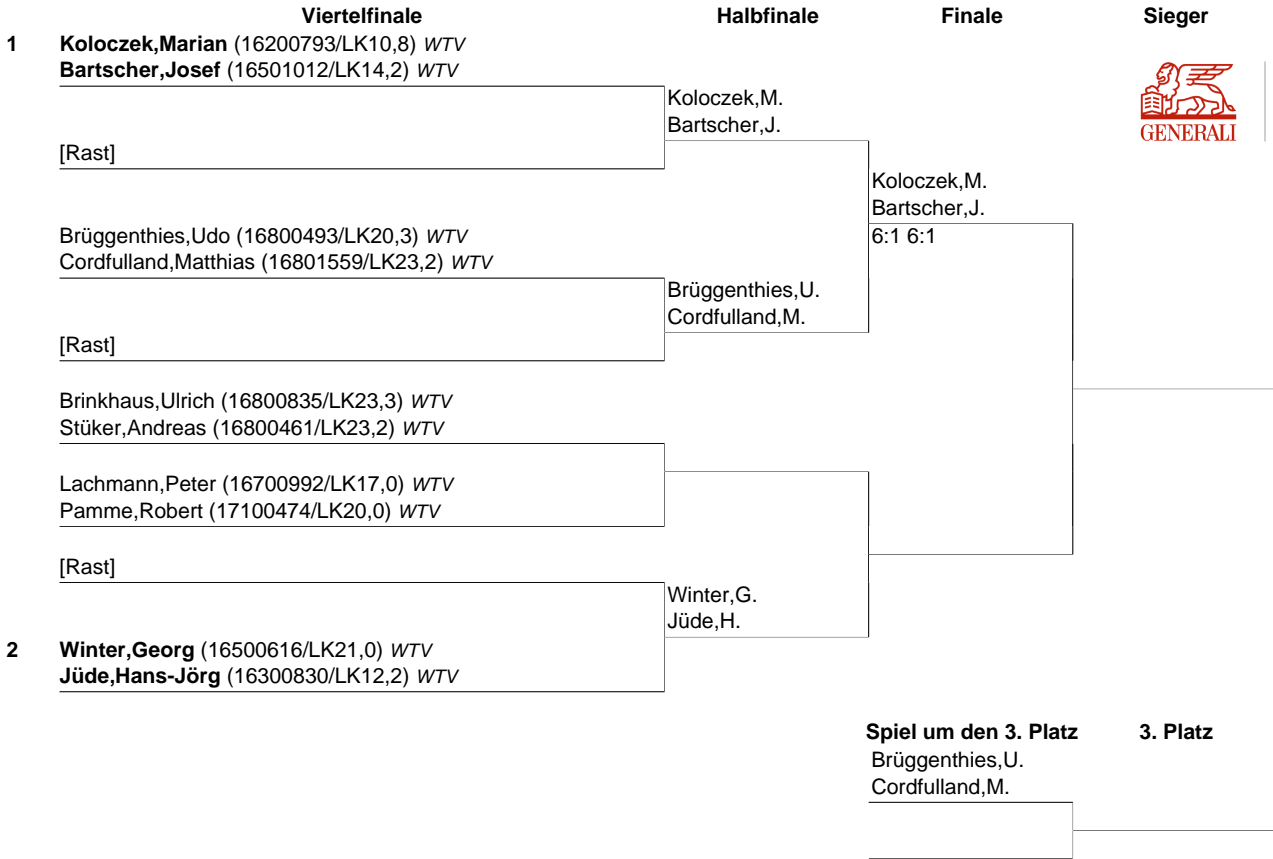 Viertelfinale Halbfinale Finale Sieger
1 Koloczek,Marian (16200793/LK10,8) WTV
Bartscher,Josef (16501012/LK14,2) WTV
GENERALI
Koloczek,M.
Bartscher,J.
[Rast]
Koloczek,M.
Bartscher,J.
6:1 6:1
Brüggenthies,Udo (16800493/LK20,3) WTV
Cordfulland,Matthias (16801559/LK23,2) WTV
Brüggenthies,U.
Cordfulland,M.
[Rast]
Brinkhaus,Ulrich (16800835/LK23,3) WTV
Stüker,Andreas (16800461/LK23,2) WTV
Lachmann,Peter (16700992/LK17,0) WTV
Pamme,Robert (17100474/LK20,0) WTV
[Rast]
Winter,G.
Jüde,H.
2 Winter,Georg (16500616/LK21,0) WTV
Jüde,Hans-Jörg (16300830/LK12,2) WTV
Spiel um den 3. Platz 3. Platz
Brüggenthies,U.
Cordfulland,M.